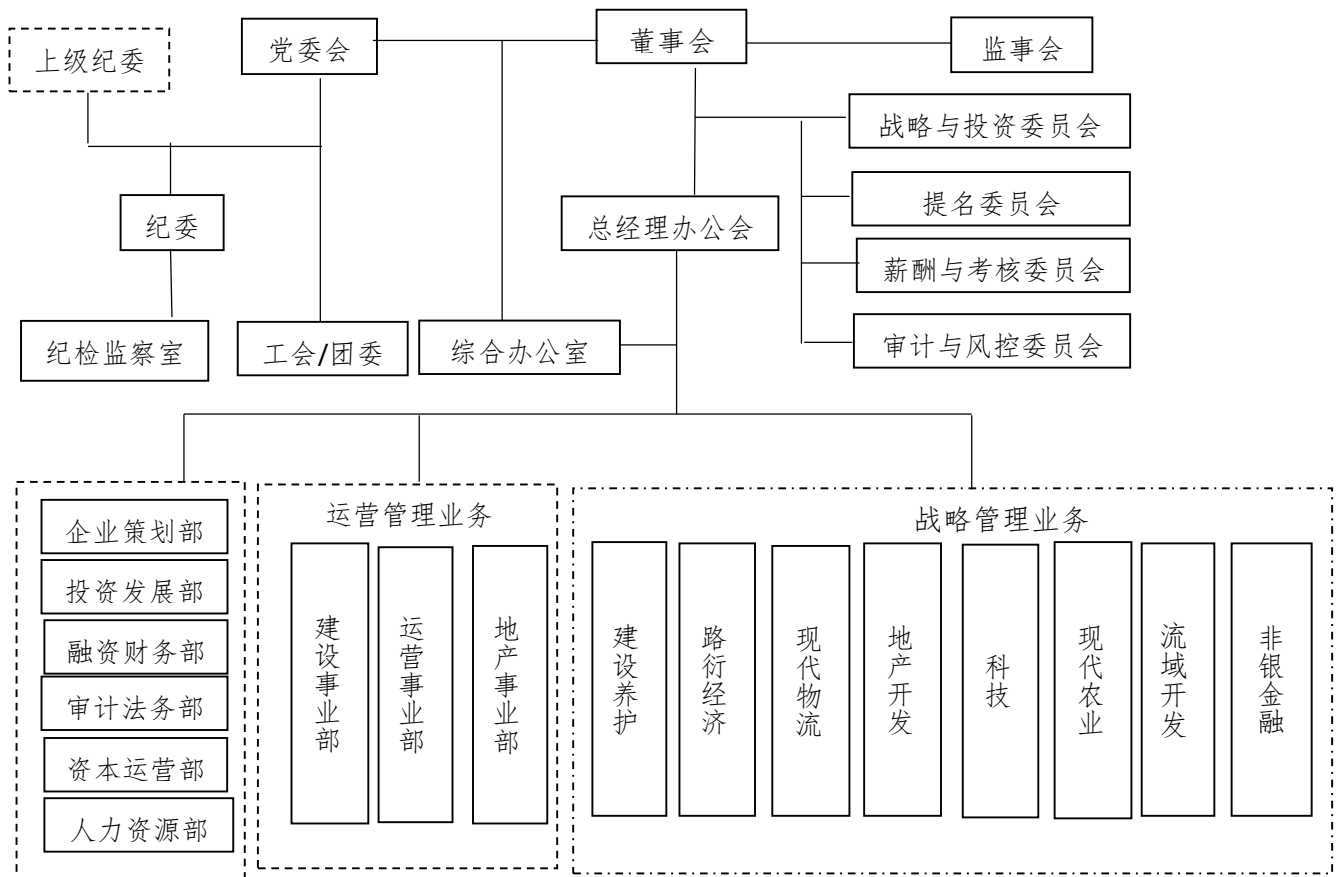 上级纪委
党委会
董事会
监事会
战略与投资委员会
提名委员会
纪委
总经理办公会
薪酬与考核委员会
纪检监察室
工会/团委
综合办公室
审计与风控委员会
企业策划部
投资发展部
融资财务部
审计法务部
资本运营部
人力资源部
运营管理业务
建设事业部
运营事业部
地产事业部
战略管理业务
建设养护
路衍经济
现代物流
地产开发
科技
现代农业
流域开发
非银金融